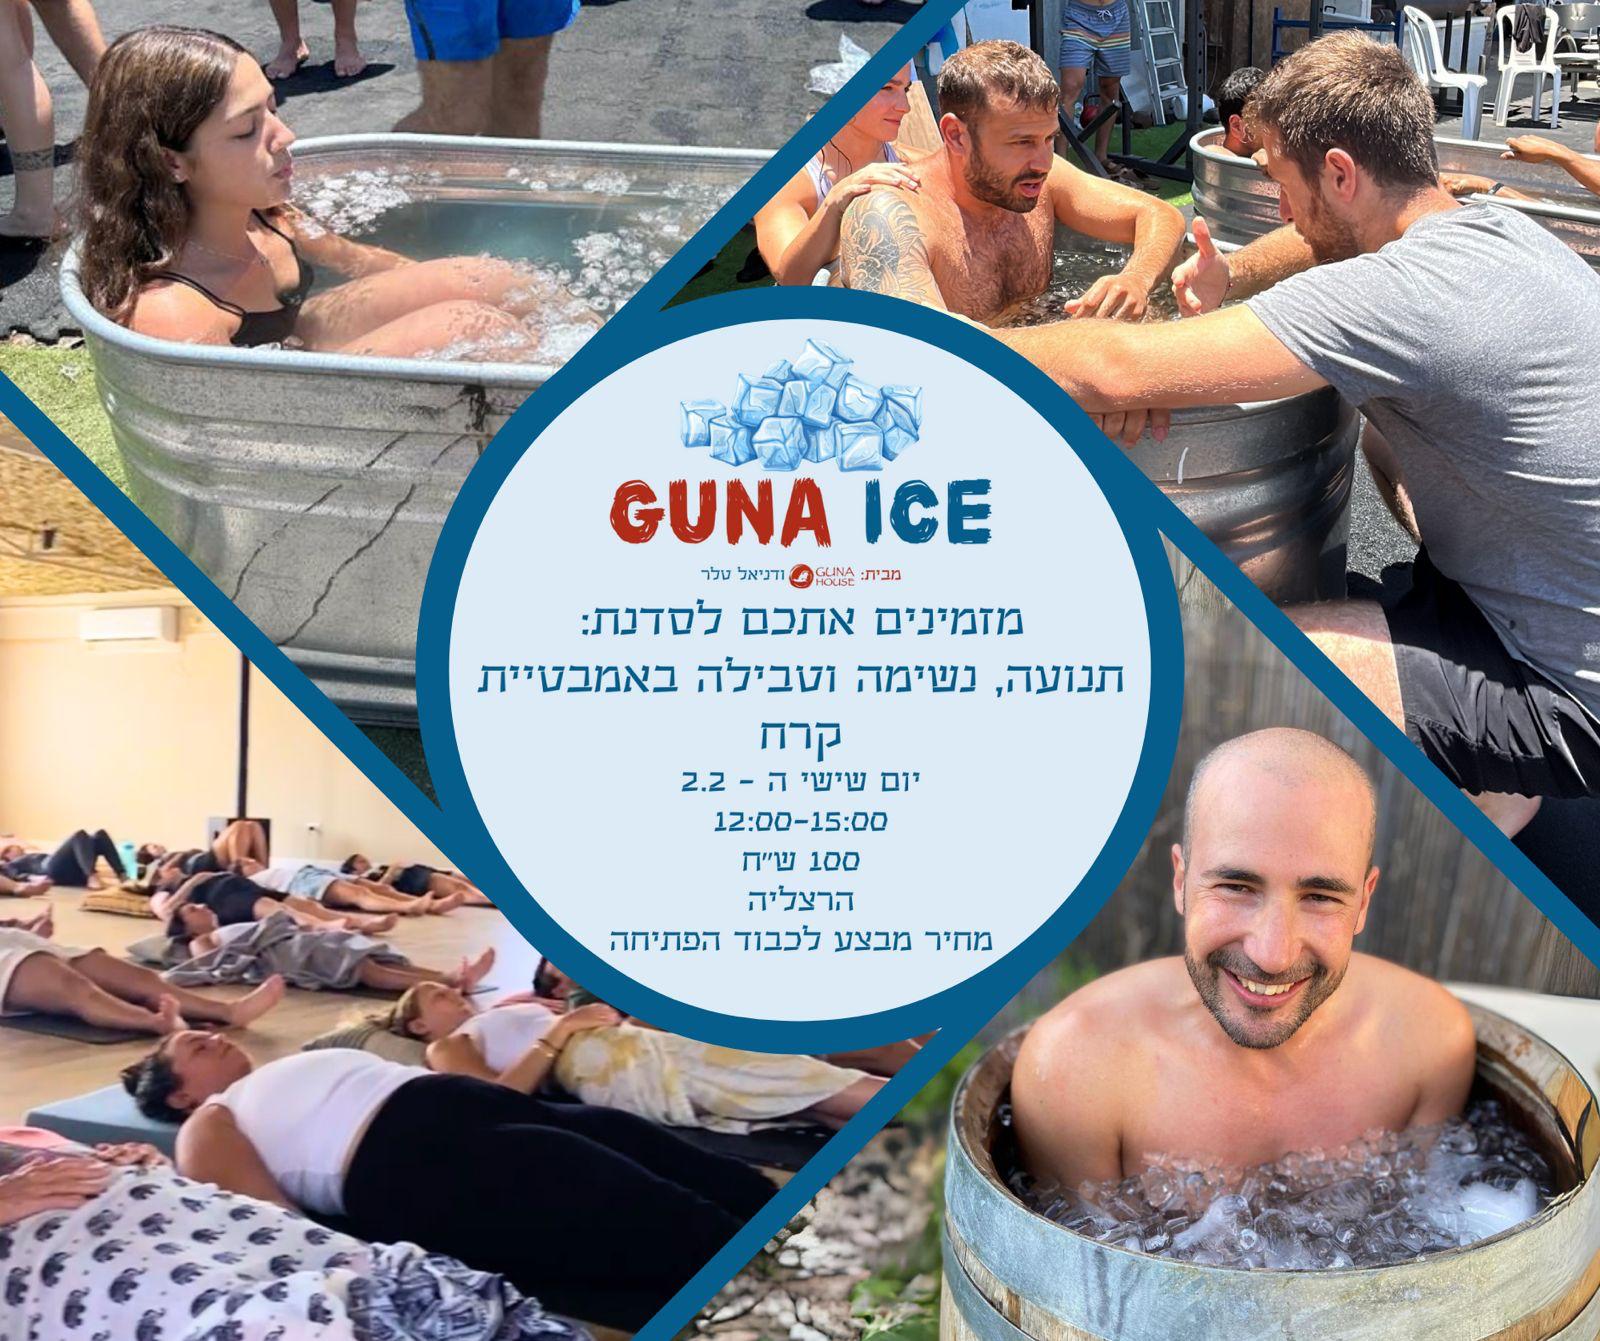 GUNA ICE
מבית: GUNA HOUSE ודניאל טלר
מזמינים אתכם לסדנת:
תנועה, נשימה וטבילה באמבטיית
קרח
יום שישי ה - 2.2
12:00-15:00
100 ש״ח
הרצליה
מחיר מבצע לכבוד הפתיחה